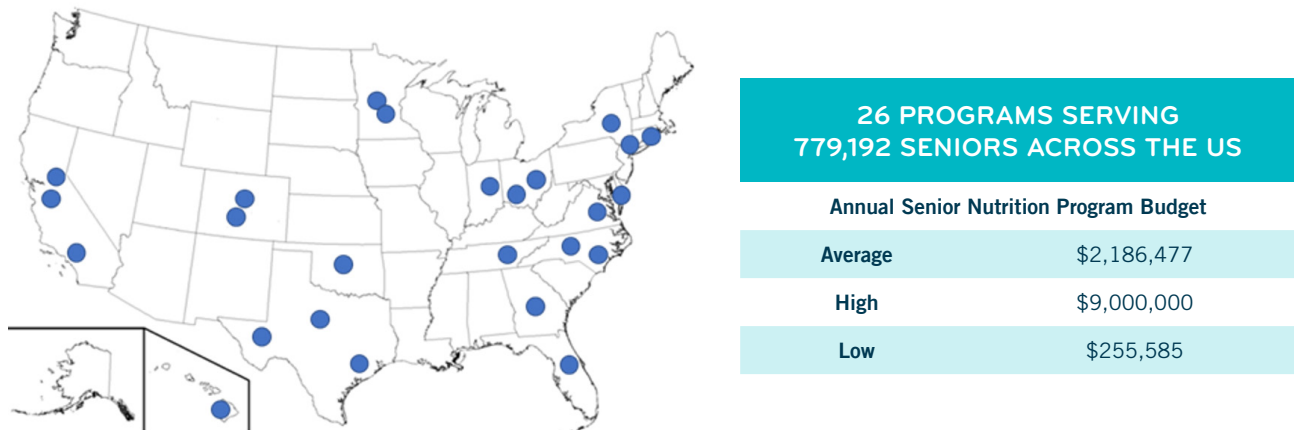 26 PROGRAMS SERVING
779,192 SENIORS ACROSS THE US
Annual Senior Nutrition Program Budget
Average $2,186,477
High $9,000,000
Low $255,585